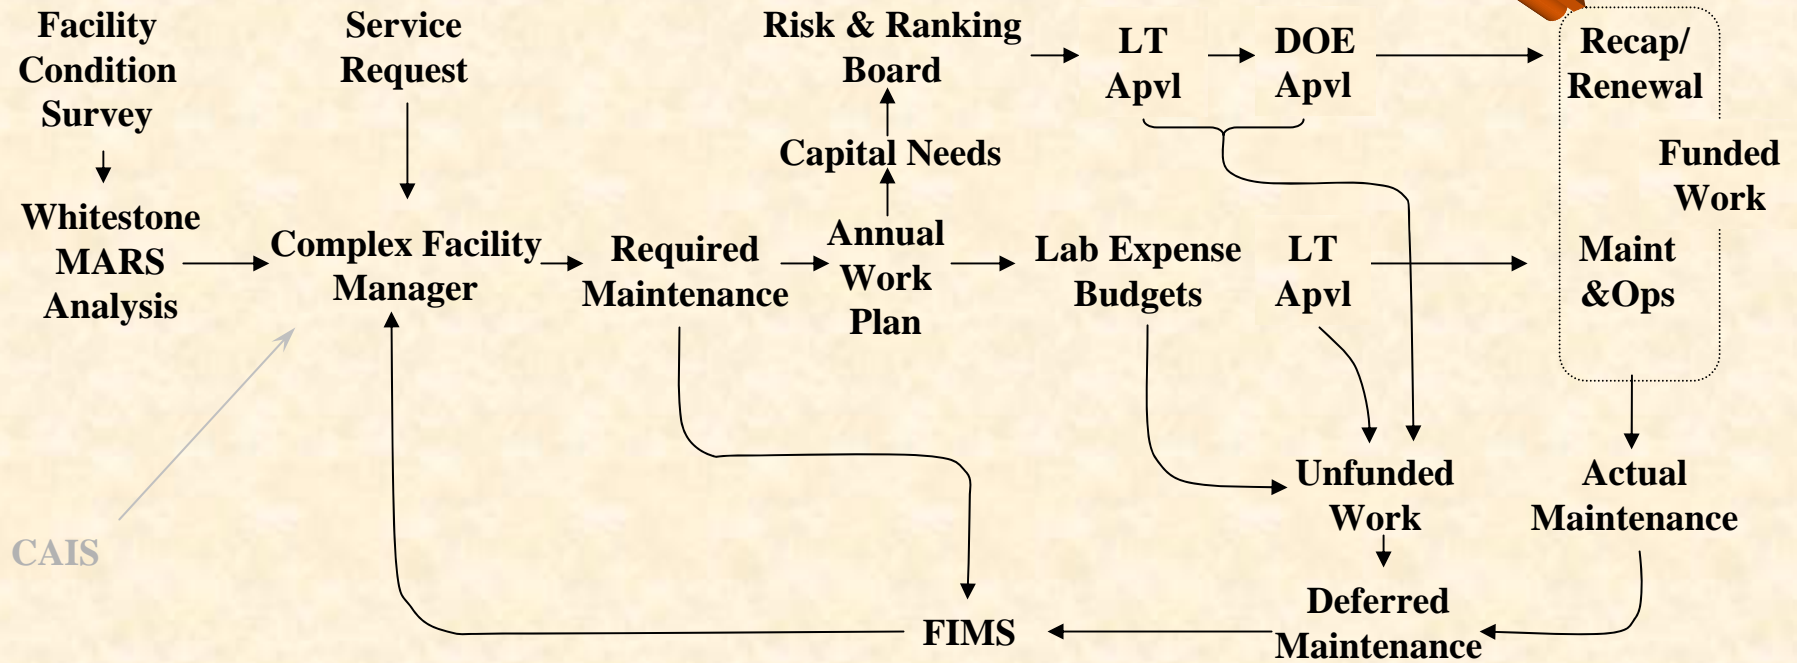 Facility
Condition
Survey
Service
Request
Risk & Ranking
Board
LT
Apvl
DOE
Apvl
Recap/
Renewal
Capital Needs
Funded
Work
Whitestone
MARS
Analysis
Complex Facility
Manager
Required
Maintenance
Annual
Work
Plan
Lab Expense
Budgets
LT
Apvl
Maint
&Ops
Unfunded
Work
Actual
Maintenance
CAIS
FIMS
Deferred
Maintenance